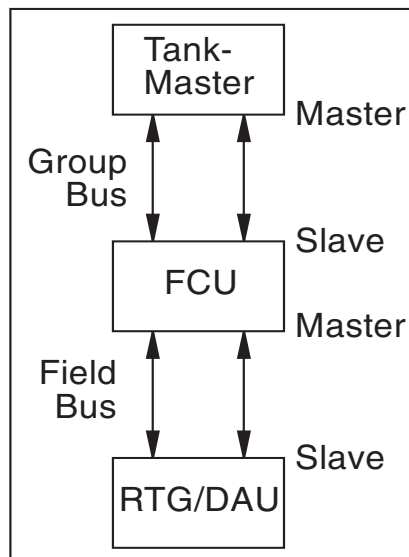 Tank-
Master
Master
Group
Bus
Slave
FCU
Master
Field
Bus
Slave
RTG/DAU